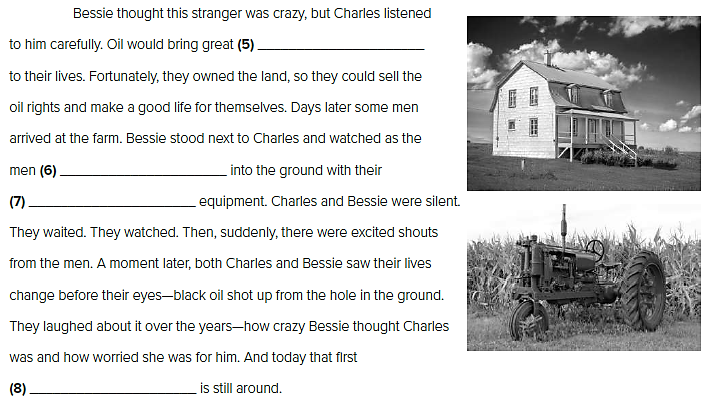 Bessie thought this stranger was crazy, but Charles listened
to him carefully. Oil would bring great (5) ____________________
to their lives. Fortunately, they owned the land, so they could sell the
oil rights and make a good life for themselves. Days later some men
arrived at the farm. Bessie stood next to Charles and watched as the
men (6) ____________________ into the ground with their
(7) ____________________ equipment. Charles and Bessie were silent.
They waited. They watched. Then, suddenly, there were excited shouts
from the men. A moment later, both Charles and Bessie saw their lives
change before their eyes—black oil shot up from the hole in the ground.
They laughed about it over the years—how crazy Bessie thought Charles
was and how worried she was for him. And today that first
(8) ____________________ is still around.